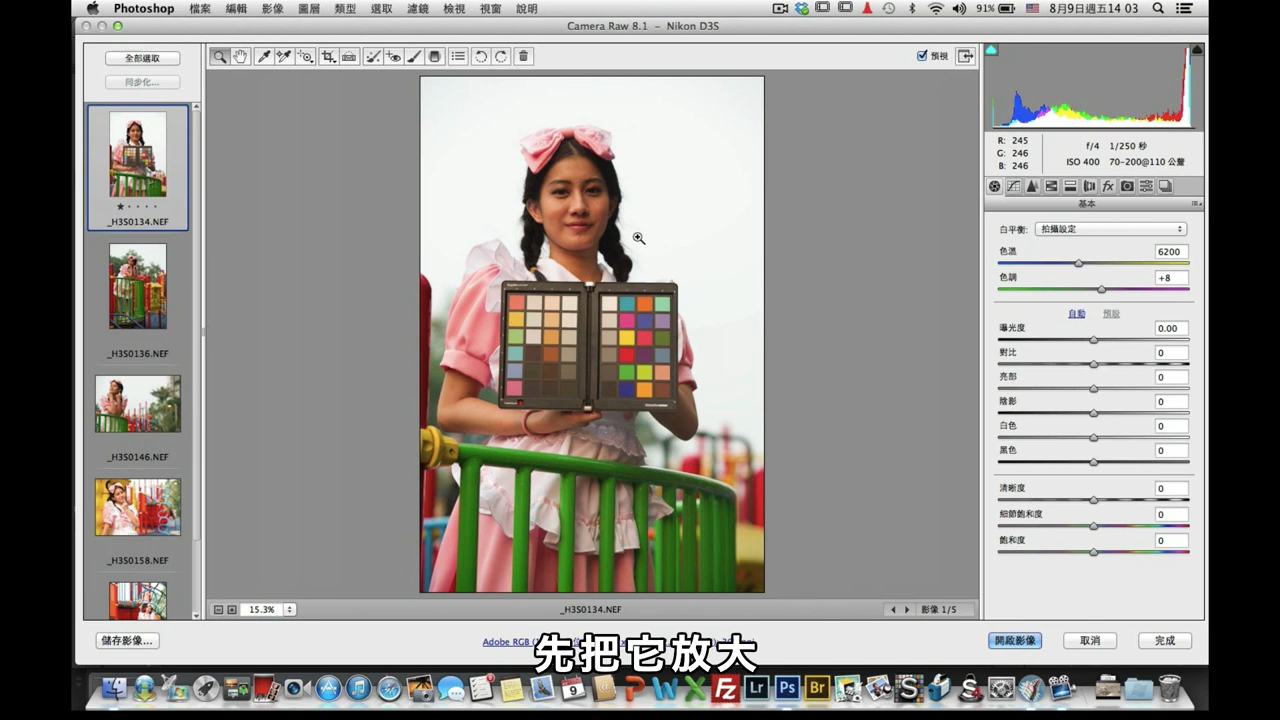 Photoshop 檔案 編輯 影像 圖層 類型 選取 濾鏡 檢視 視窗 說明 91% 8月9日週五14 03
Camera Raw 8.1 – Nikon D3S
全部選取
同步化...
預視
_H3S0134.NEF
_H3S0136.NEF
_H3S0146.NEF
_H3S0158.NEF
R: 245
G: 246
B: 246
f/4 1/250 秒
ISO 400 70-200@110 公釐
基本
白平衡: 拍攝設定
色溫 6200
色調 +8
自動 預設
曝光度 0.00
對比 0
亮部 0
陰影 0
白色 0
黑色 0
清晰度 0
細節飽和度 0
飽和度 0
15.3% _H3S0134.NEF 影像 1/5
儲存影像... Adobe RGB 開啟影像 取消 完成
先把它放大
9 P W X Fz Lr Ps Br S